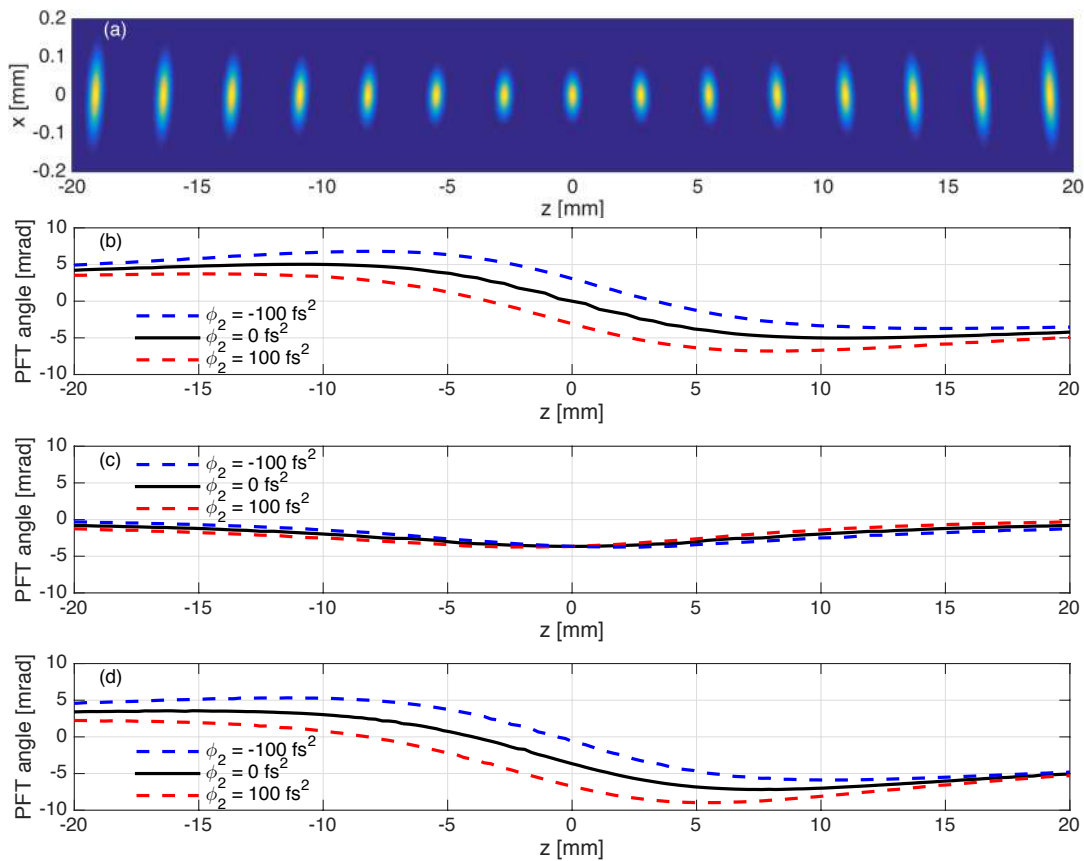 (a)
x [mm]
0.2
0.1
0
-0.1
-0.2
-20 -15 -10 -5 0 5 10 15 20
z [mm]
(b)
PFT angle [mrad]
10
5
0
-5
-10
ϕ₂ = -100 fs²
ϕ₂ = 0 fs²
ϕ₂ = 100 fs²
-20 -15 -10 -5 0 5 10 15 20
z [mm]
(c)
PFT angle [mrad]
10
5
0
-5
-10
ϕ₂ = -100 fs²
ϕ₂ = 0 fs²
ϕ₂ = 100 fs²
-20 -15 -10 -5 0 5 10 15 20
z [mm]
(d)
PFT angle [mrad]
10
5
0
-5
-10
ϕ₂ = -100 fs²
ϕ₂ = 0 fs²
ϕ₂ = 100 fs²
-20 -15 -10 -5 0 5 10 15 20
z [mm]